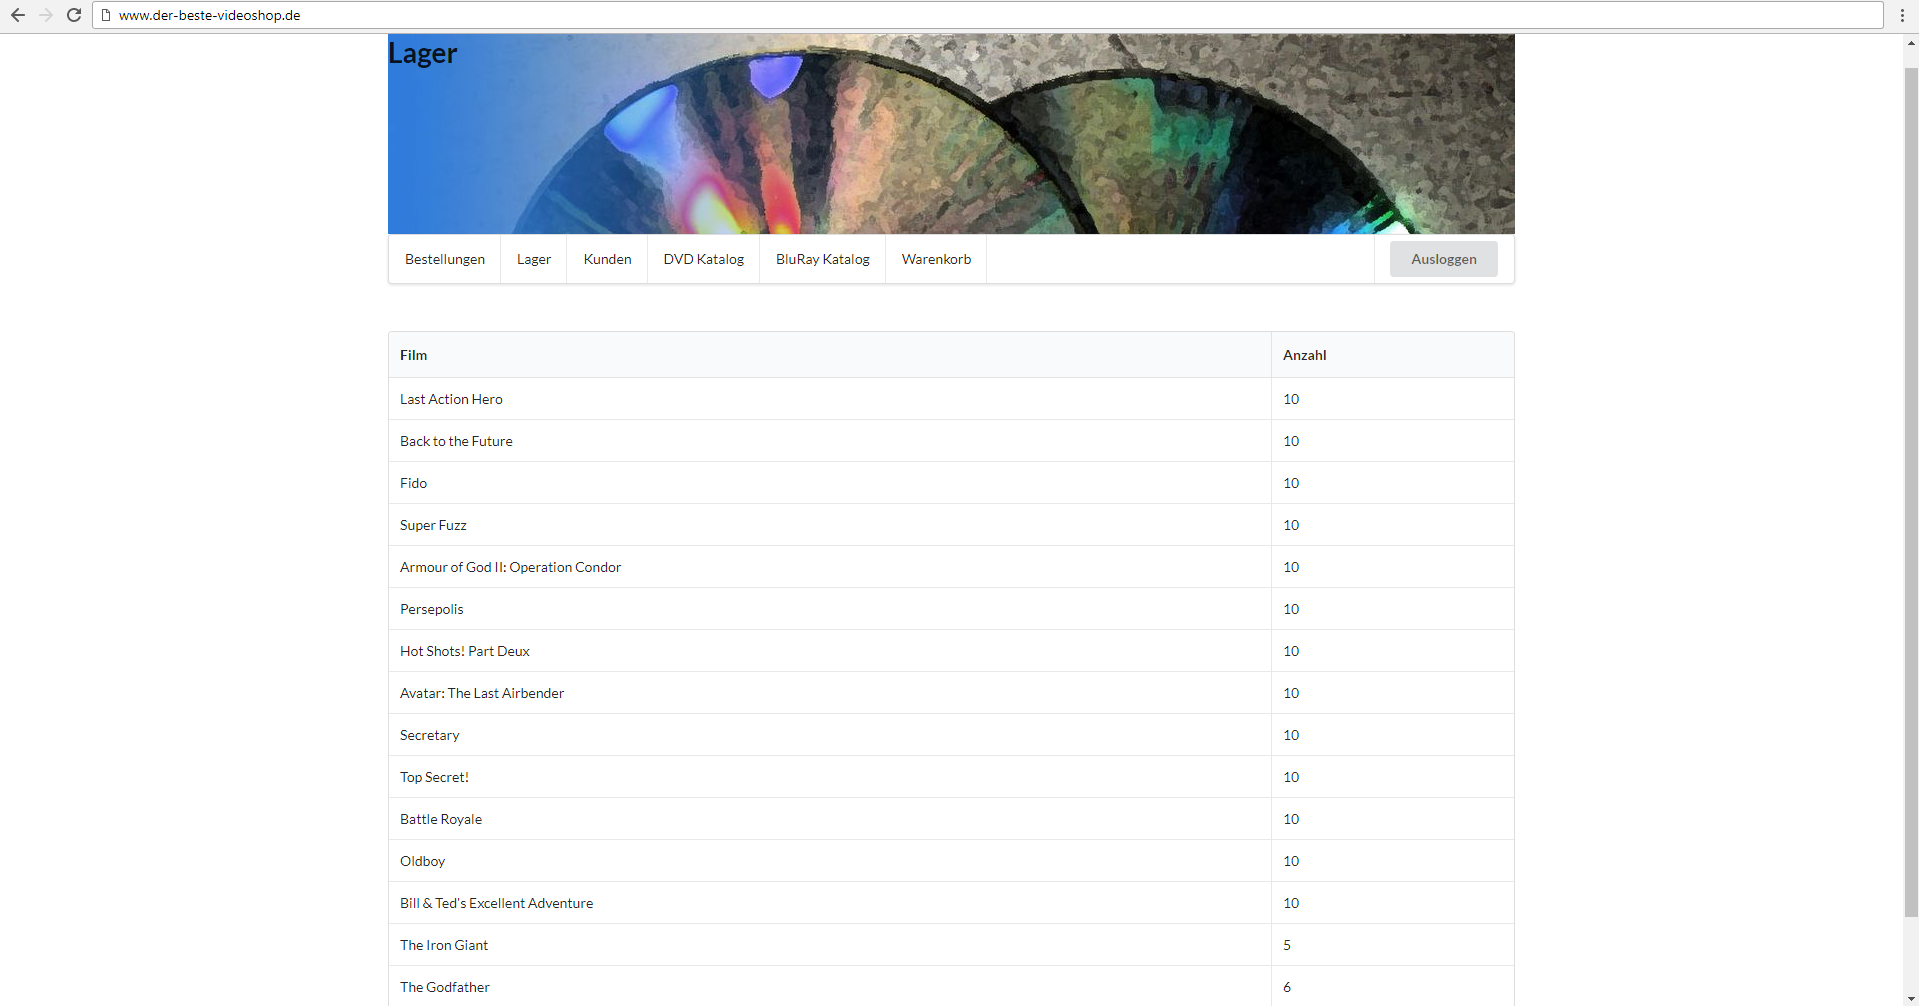 www.der-beste-videoshop.de
Lager
Bestellungen Lager Kunden DVD Katalog BluRay Katalog Warenkorb Ausloggen
Film Anzahl
Last Action Hero 10
Back to the Future 10
Fido 10
Super Fuzz 10
Armour of God II: Operation Condor 10
Persepolis 10
Hot Shots! Part Deux 10
Avatar: The Last Airbender 10
Secretary 10
Top Secret! 10
Battle Royale 10
Oldboy 10
Bill & Ted's Excellent Adventure 10
The Iron Giant 5
The Godfather 6